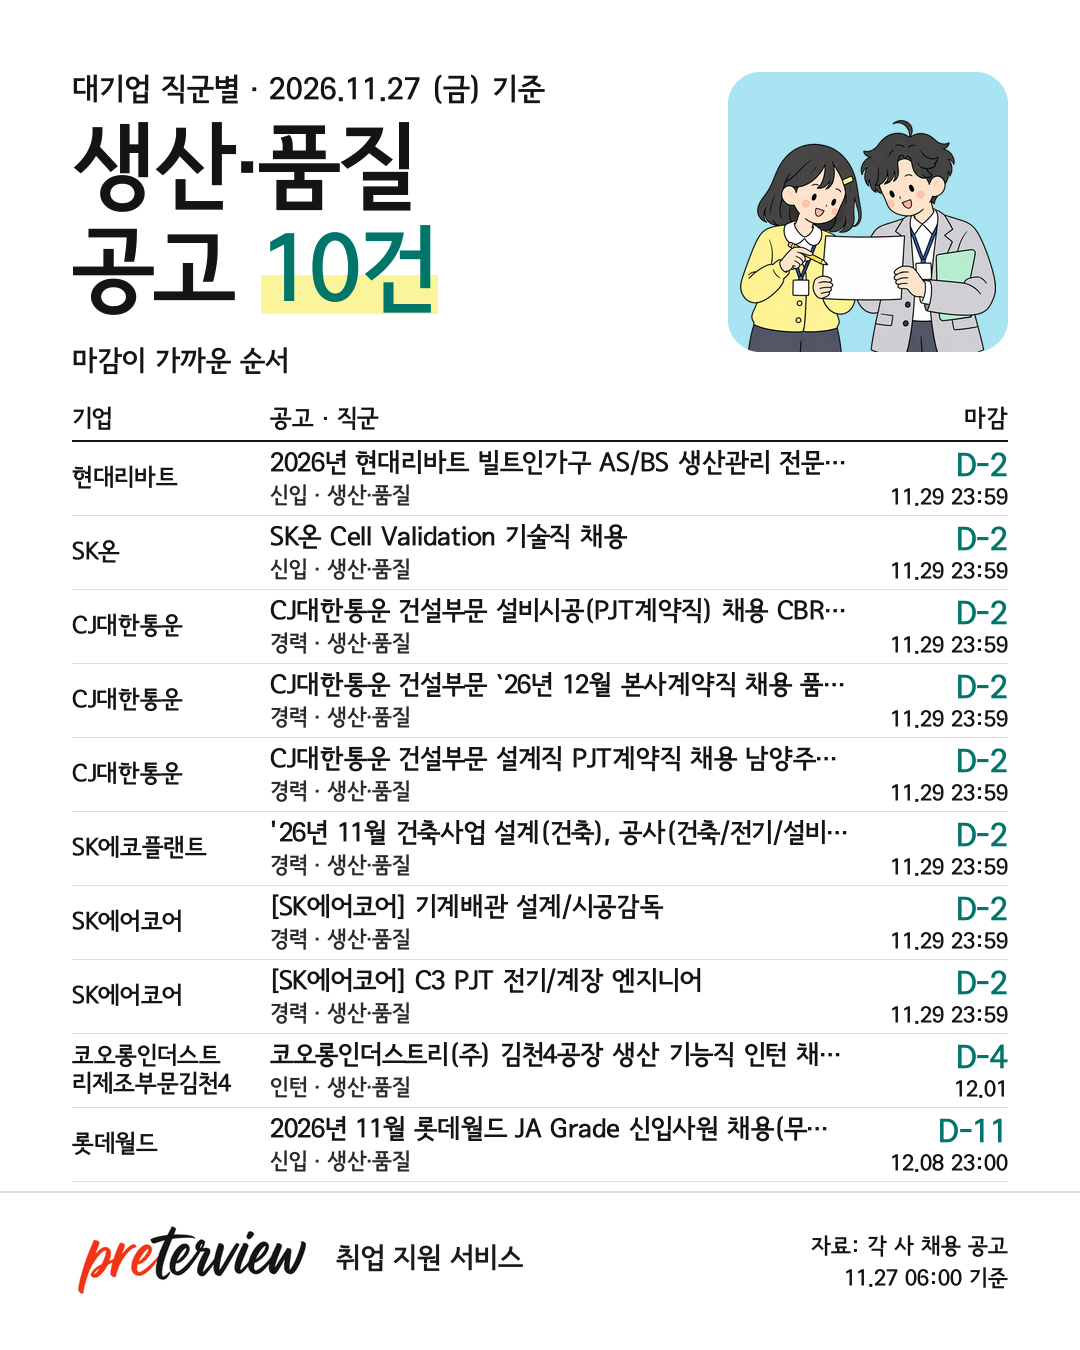 대기업 직군별 · 2026.11.27 (금) 기준
생산·품질
공고 10건
마감이 가까운 순서
기업 공고 · 직군 마감
현대리바트 2026년 현대리바트 빌트인가구 AS/BS 생산관리 전문… D-2
신입 · 생산·품질 11.29 23:59
SK온 SK온 Cell Validation 기술직 채용 D-2
신입 · 생산·품질 11.29 23:59
CJ대한통운 CJ대한통운 건설부문 설비시공(PJT계약직) 채용 CBR… D-2
경력 · 생산·품질 11.29 23:59
CJ대한통운 CJ대한통운 건설부문 `26년 12월 본사계약직 채용 품… D-2
경력 · 생산·품질 11.29 23:59
CJ대한통운 CJ대한통운 건설부문 설계직 PJT계약직 채용 남양주… D-2
경력 · 생산·품질 11.29 23:59
SK에코플랜트 '26년 11월 건축사업 설계(건축), 공사(건축/전기/설비… D-2
경력 · 생산·품질 11.29 23:59
SK에어코어 [SK에어코어] 기계배관 설계/시공감독 D-2
경력 · 생산·품질 11.29 23:59
SK에어코어 [SK에어코어] C3 PJT 전기/계장 엔지니어 D-2
경력 · 생산·품질 11.29 23:59
코오롱인더스트 코오롱인더스트리(주) 김천4공장 생산 기능직 인턴 채… D-4
리제조부문김천4 인턴 · 생산·품질 12.01
롯데월드 2026년 11월 롯데월드 JA Grade 신입사원 채용(무… D-11
신입 · 생산·품질 12.08 23:00
preterview 취업 지원 서비스
자료: 각 사 채용 공고
11.27 06:00 기준